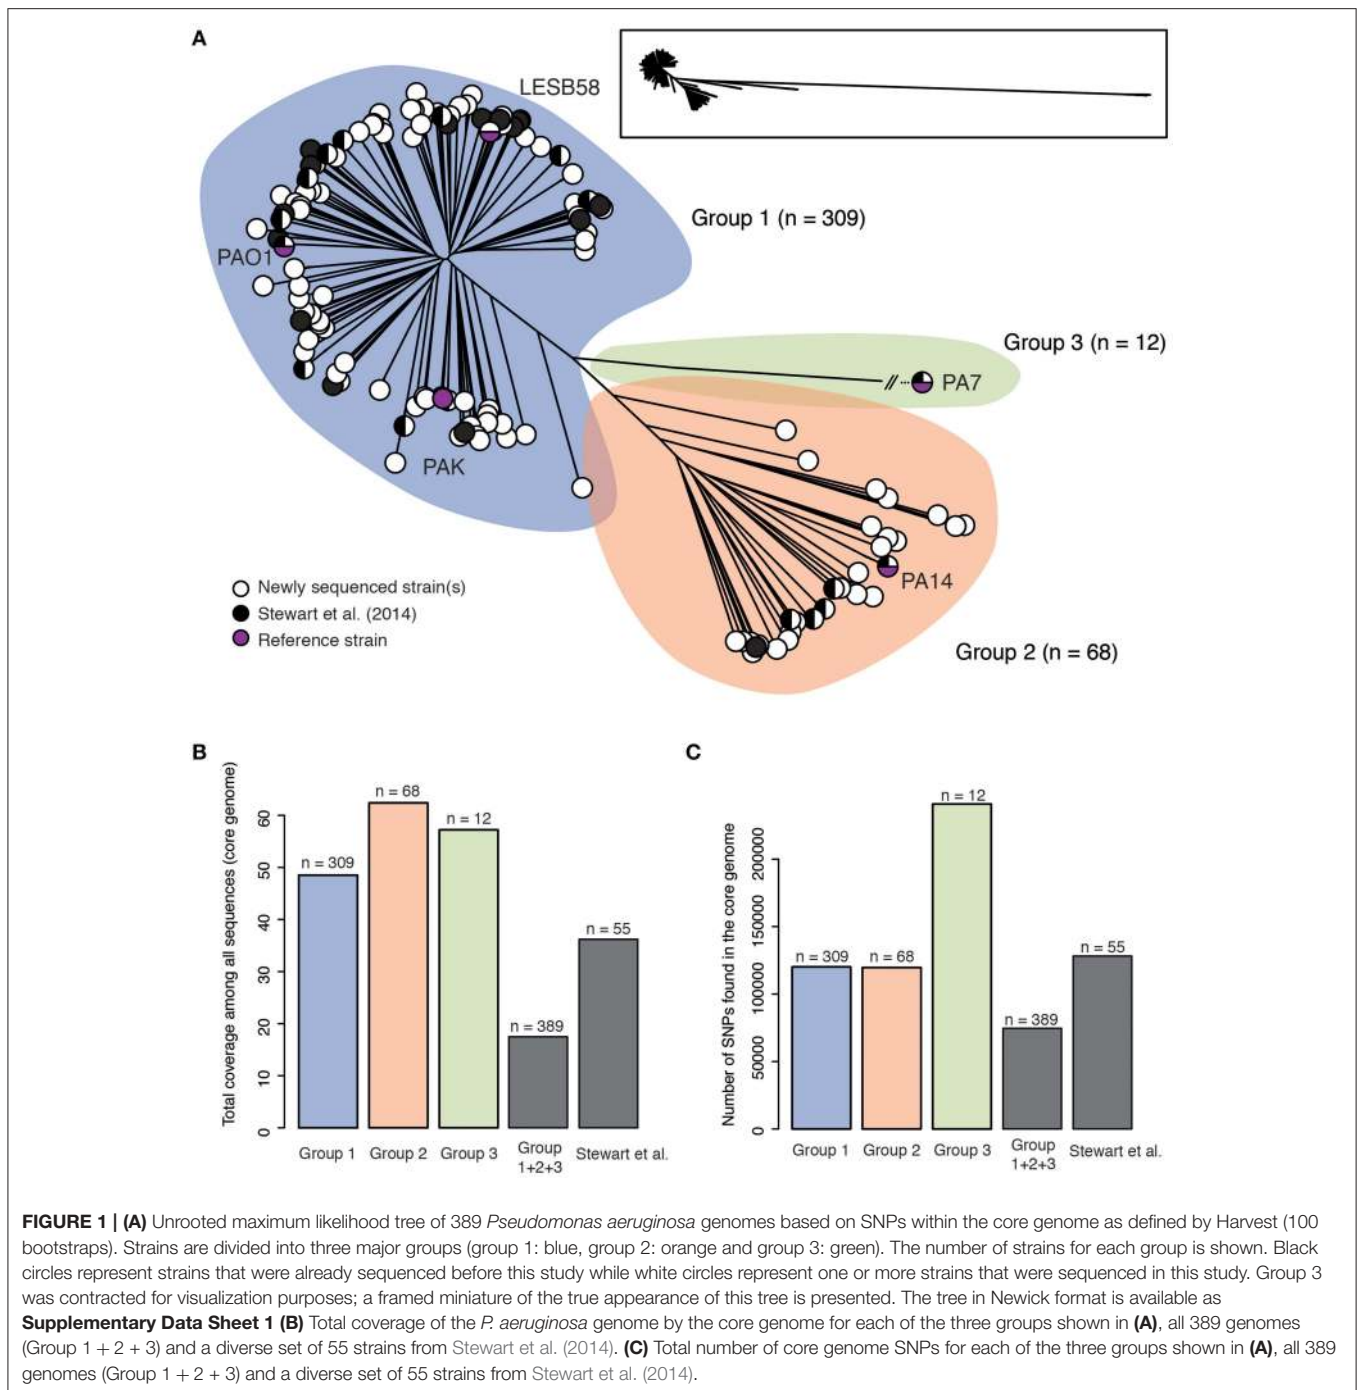 A
LESB58
Group 1 (n = 309)
PAO1
Group 3 (n = 12)
PA7
PAK
PA14
Newly sequenced strain(s)
Stewart et al. (2014)
Reference strain
Group 2 (n = 68)
B
Total coverage among all sequences (core genome)
0
10
20
30
40
50
60
n = 309
n = 68
n = 12
n = 389
n = 55
Group 1
Group 2
Group 3
Group
1+2+3
Stewart et al.
C
Number of SNPs found in the core genome
0
50000
100000
150000
200000
n = 309
n = 68
n = 12
n = 389
n = 55
Group 1
Group 2
Group 3
Group
1+2+3
Stewart et al.
FIGURE 1 | (A) Unrooted maximum likelihood tree of 389 Pseudomonas aeruginosa genomes based on SNPs within the core genome as defined by Harvest (100
bootstraps). Strains are divided into three major groups (group 1: blue, group 2: orange and group 3: green). The number of strains for each group is shown. Black
circles represent strains that were already sequenced before this study while white circles represent one or more strains that were sequenced in this study. Group 3
was contracted for visualization purposes; a framed miniature of the true appearance of this tree is presented. The tree in Newick format is available as
Supplementary Data Sheet 1 (B) Total coverage of the P. aeruginosa genome by the core genome for each of the three groups shown in (A), all 389 genomes
(Group 1 + 2 + 3) and a diverse set of 55 strains from Stewart et al. (2014). (C) Total number of core genome SNPs for each of the three groups shown in (A), all 389
genomes (Group 1 + 2 + 3) and a diverse set of 55 strains from Stewart et al. (2014).